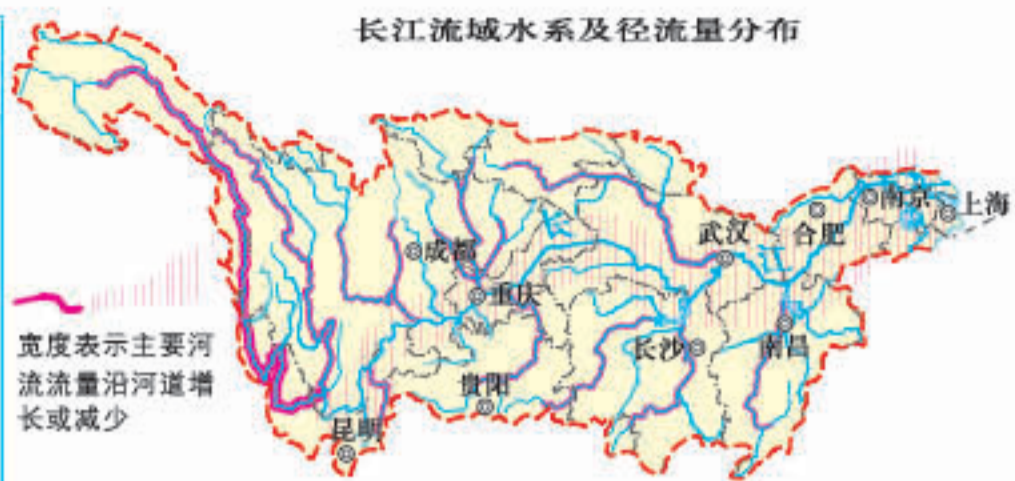 长江流域水系及径流量分布
南京
上海
合肥
武汉
成都
重庆
长沙
南昌
贵阳
昆明
宽度表示主要河
流流量沿河道增
长或减少